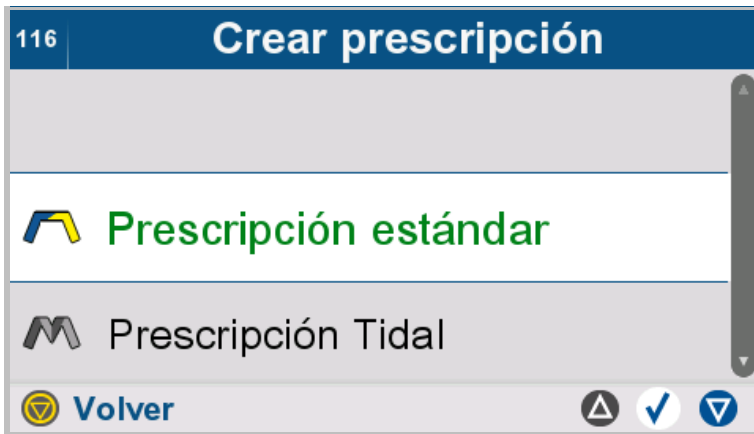 116
Crear prescripción
Prescripción estándar
Prescripción Tidal
Volver